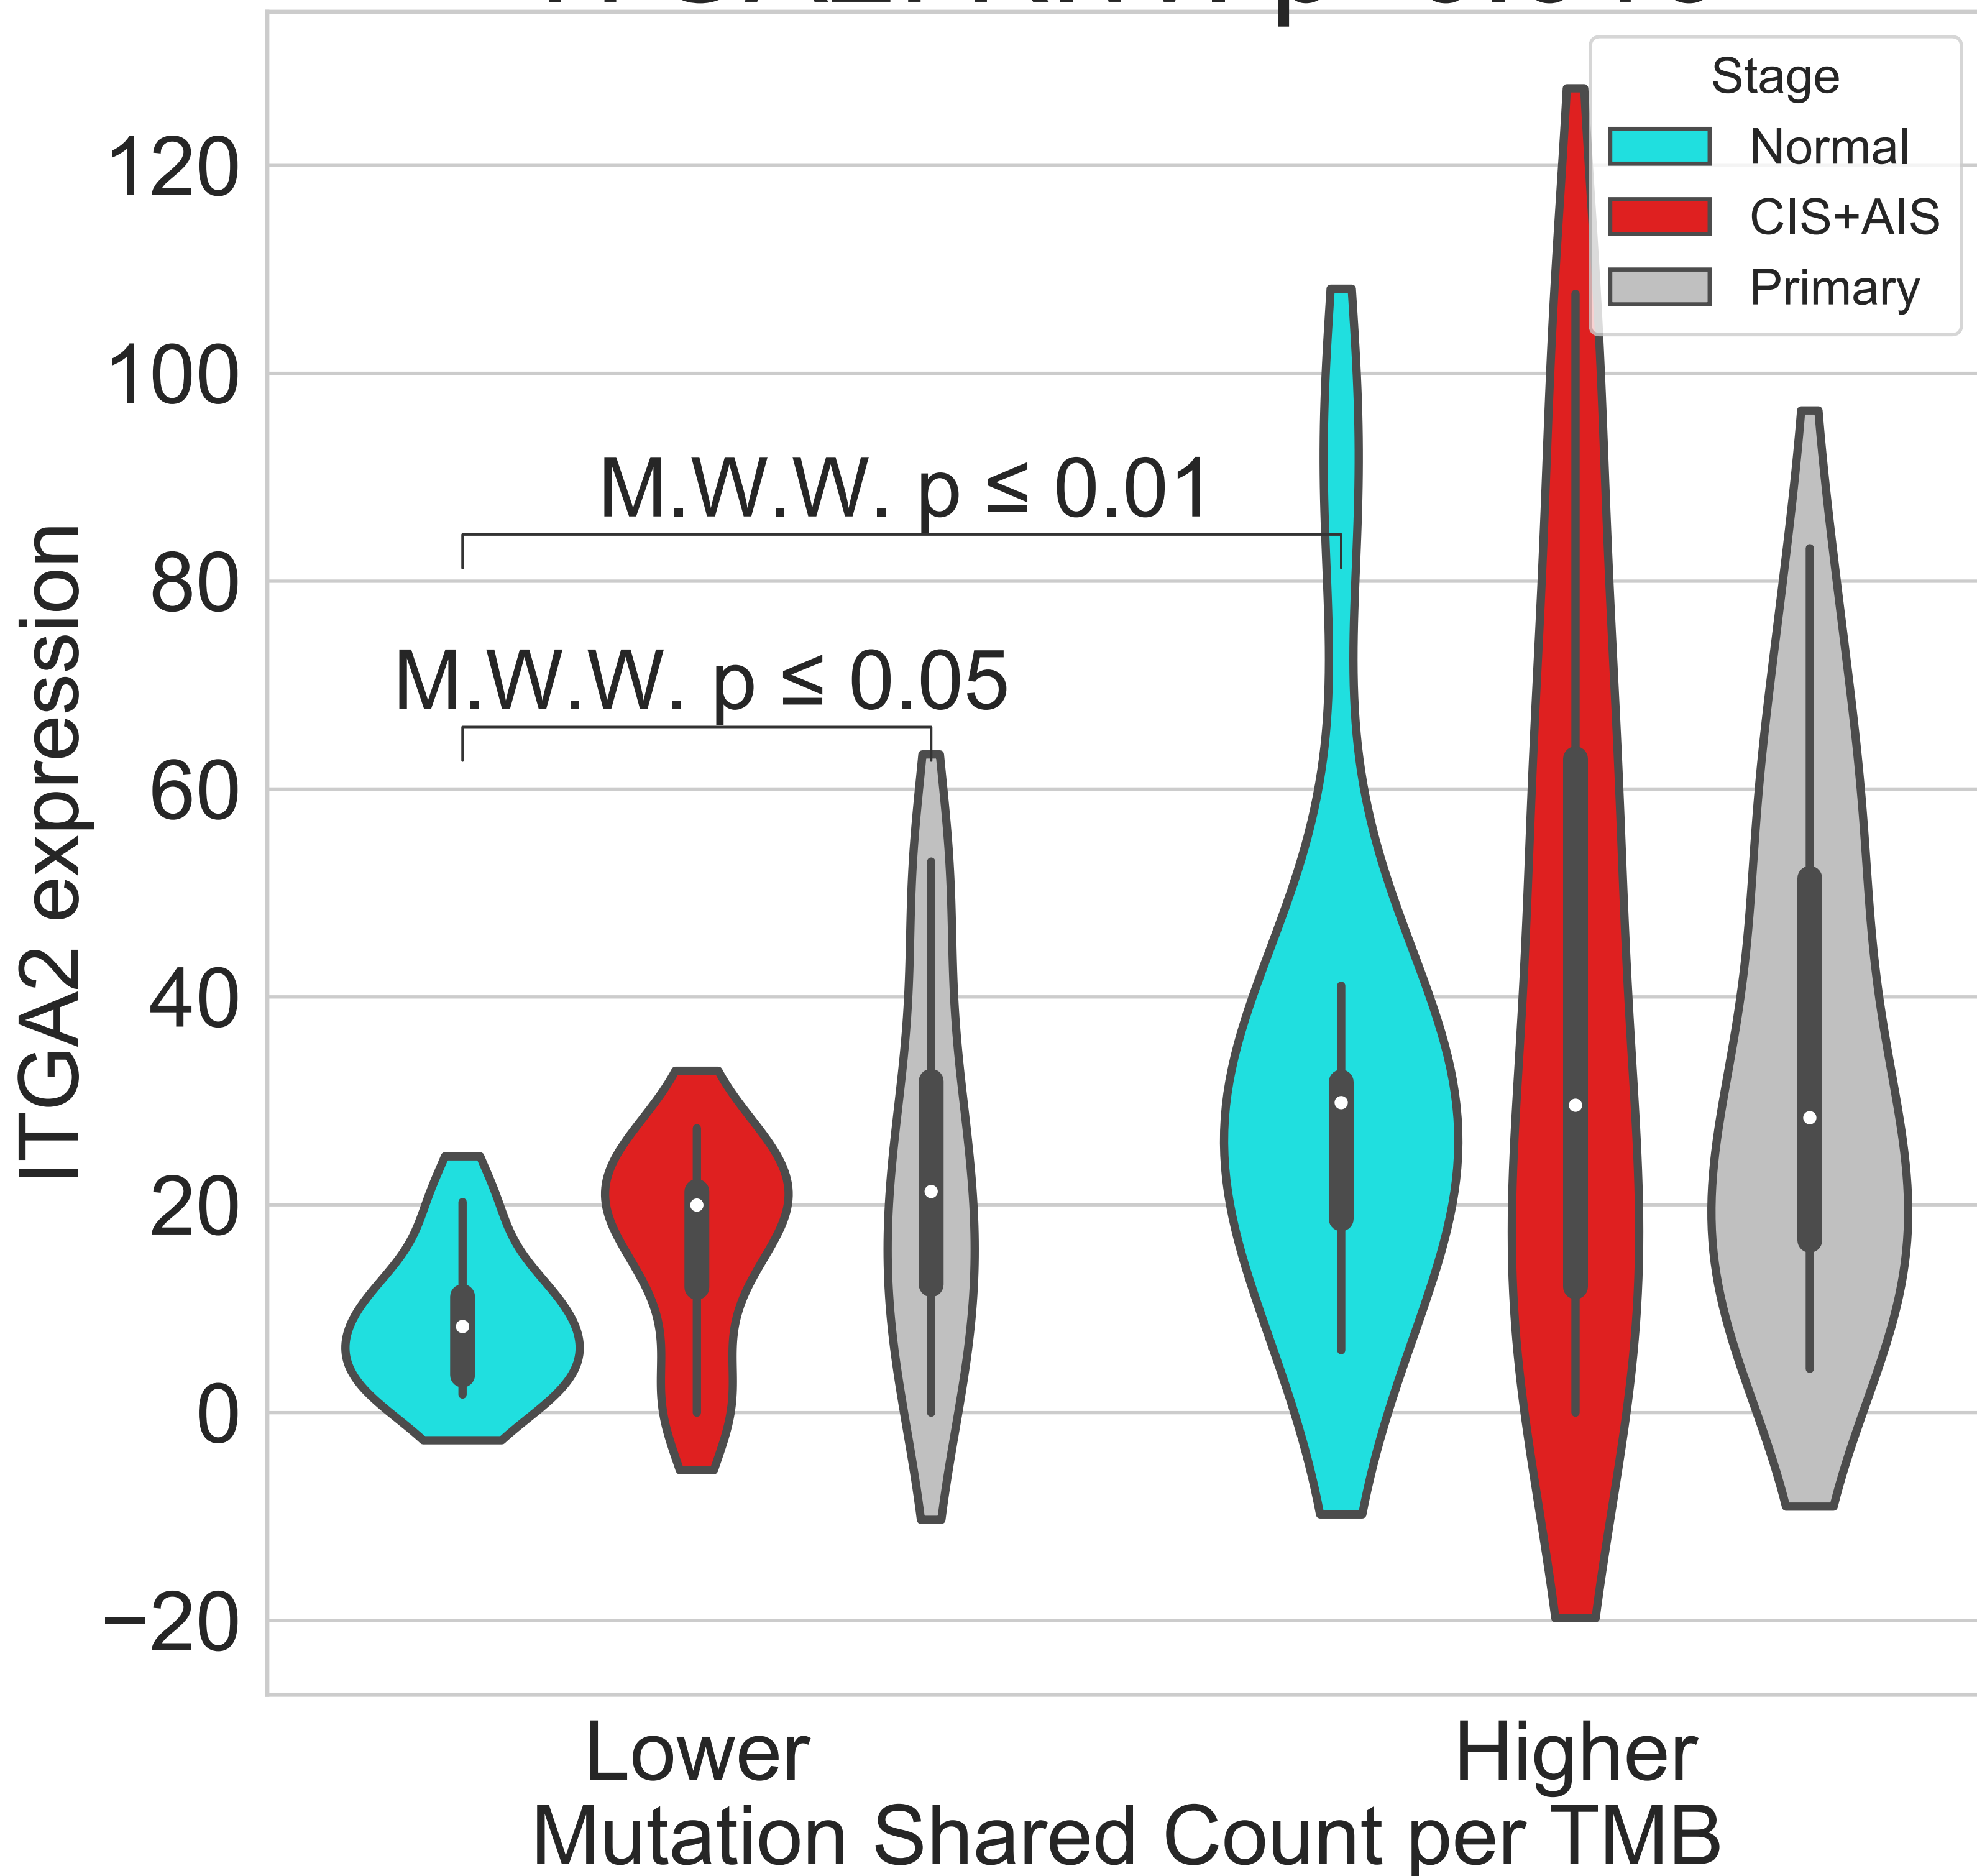 Stage
Normal
CIS+AIS
Primary
120
100
80
60
40
20
0
−20
ITGA2 expression
M.W.W. p ≤ 0.01
M.W.W. p ≤ 0.05
Lower
Higher
Mutation Shared Count per TMB